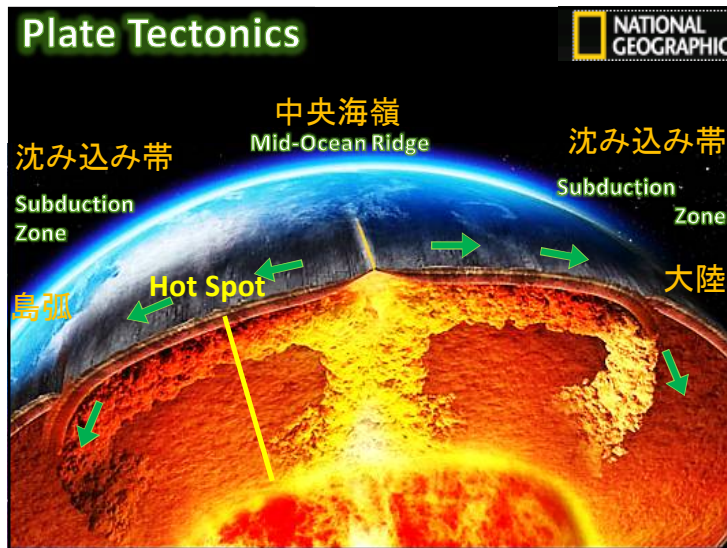 Plate Tectonics
NATIONAL
GEOGRAPHIC
中央海嶺
Mid-Ocean Ridge
沈み込み帯
Subduction
Zone
沈み込み帯
Subduction
Zone
Hot Spot
島弧
大陸